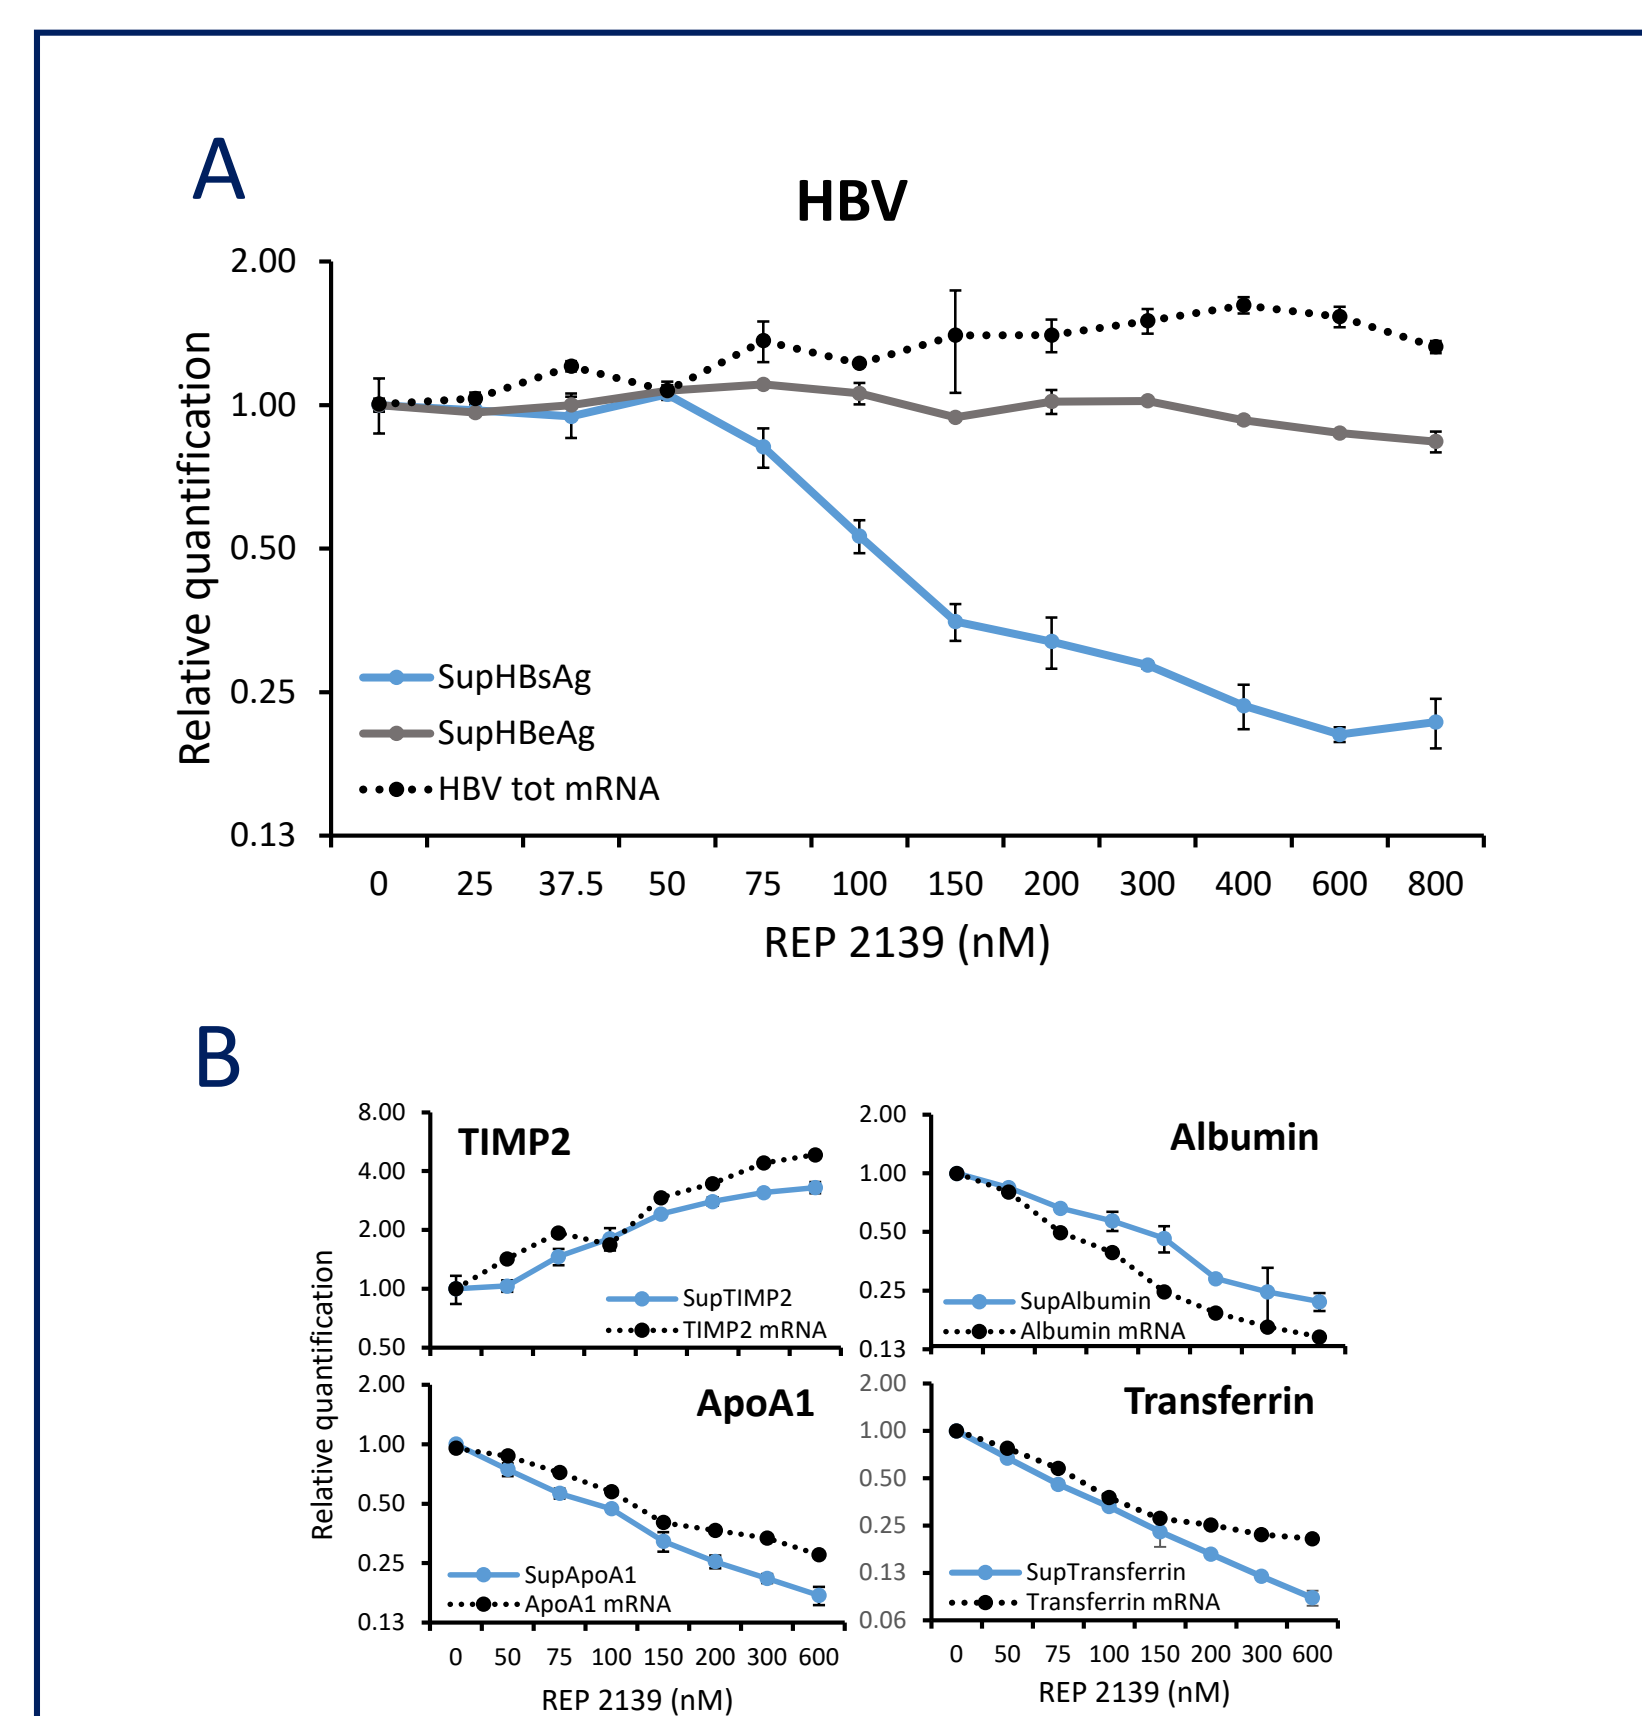 A
HBV
2.00
1.00
0.50
0.25
0.13
Relative quantification
SupHBsAg
SupHBeAg
HBV tot mRNA
0 25 37.5 50 75 100 150 200 300 400 600 800
REP 2139 (nM)
B
Relative quantification
TIMP2
8.00
4.00
2.00
1.00
0.50
SupTIMP2
TIMP2 mRNA
Albumin
2.00
1.00
0.50
0.25
0.13
SupAlbumin
Albumin mRNA
ApoA1
2.00
1.00
0.50
0.25
0.13
SupApoA1
ApoA1 mRNA
0 50 75 100 150 200 300 600
REP 2139 (nM)
Transferrin
2.00
1.00
0.50
0.25
0.13
0.06
SupTransferrin
Transferrin mRNA
0 50 75 100 150 200 300 600
REP 2139 (nM)